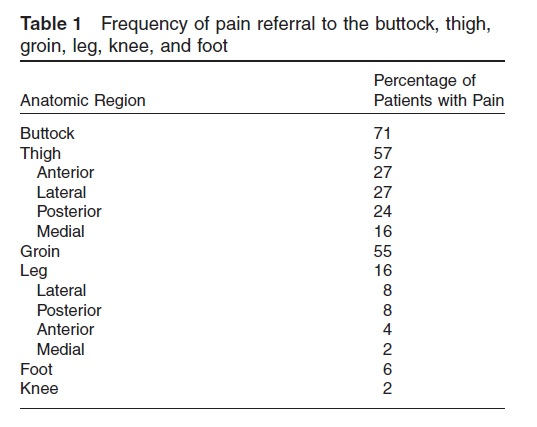 Table 1 Frequency of pain referral to the buttock, thigh,
groin, leg, knee, and foot
Percentage of
Anatomic Region Patients with Pain
Buttock 71
Thigh 57
Anterior 27
Lateral 27
Posterior 24
Medial 16
Groin 55
Leg 16
Lateral 8
Posterior 8
Anterior 4
Medial 2
Foot 6
Knee 2